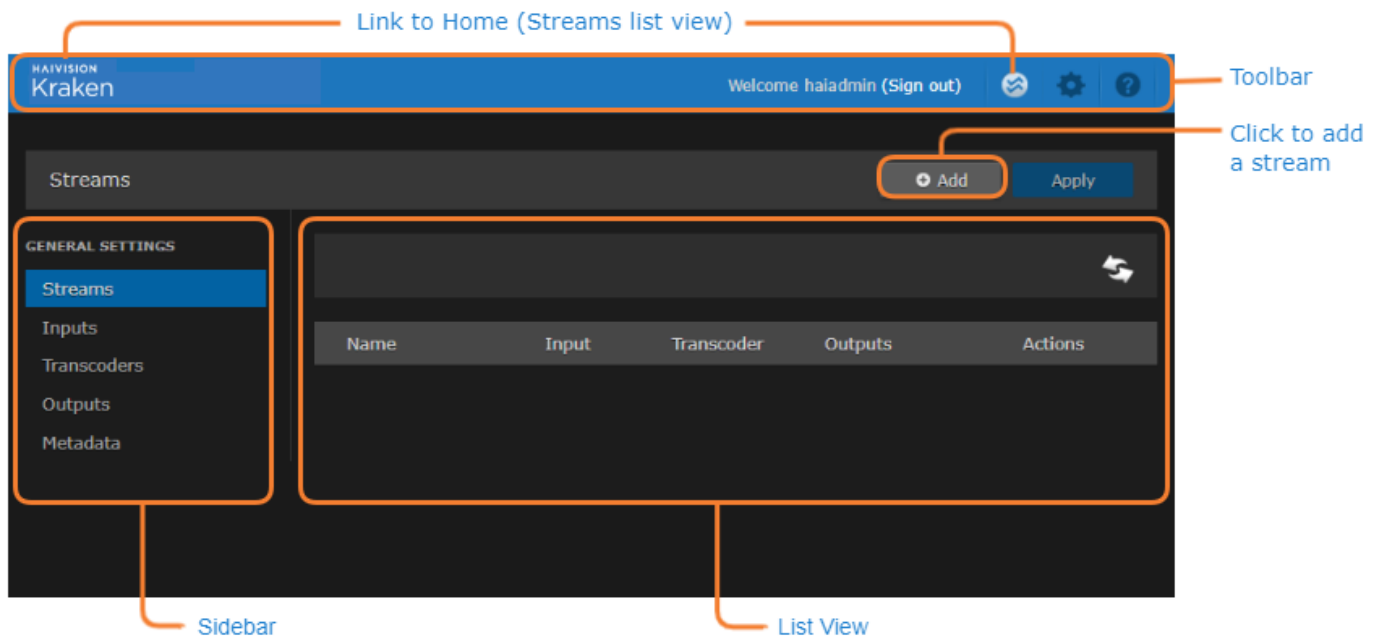 Link to Home (Streams list view)
HAIVISION
Kraken
Welcome haiadmin (Sign out)
Toolbar
Click to add
a stream
Streams
Add
Apply
GENERAL SETTINGS
Streams
Inputs
Transcoders
Outputs
Metadata
Name Input Transcoder Outputs Actions
Sidebar
List View